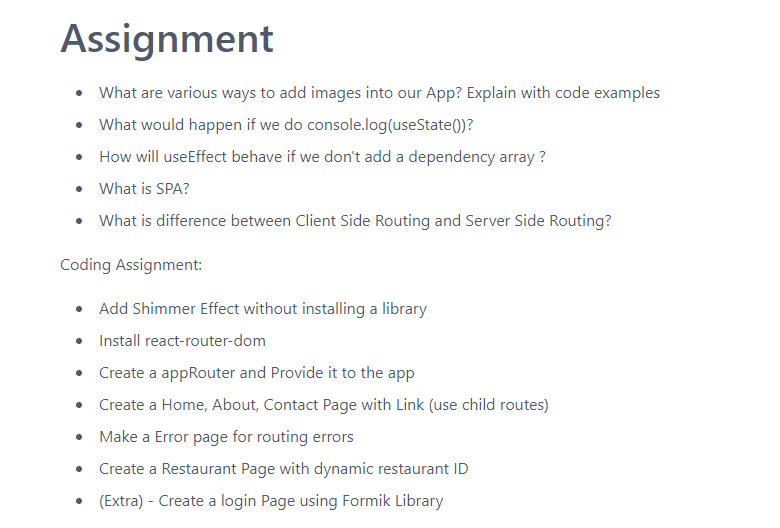 Assignment
What are various ways to add images into our App? Explain with code examples
What would happen if we do console.log(useState())?
How will useEffect behave if we don't add a dependency array ?
What is SPA?
What is difference between Client Side Routing and Server Side Routing?
Coding Assignment:
Add Shimmer Effect without installing a library
Install react-router-dom
Create a appRouter and Provide it to the app
Create a Home, About, Contact Page with Link (use child routes)
Make a Error page for routing errors
Create a Restaurant Page with dynamic restaurant ID
(Extra) - Create a login Page using Formik Library